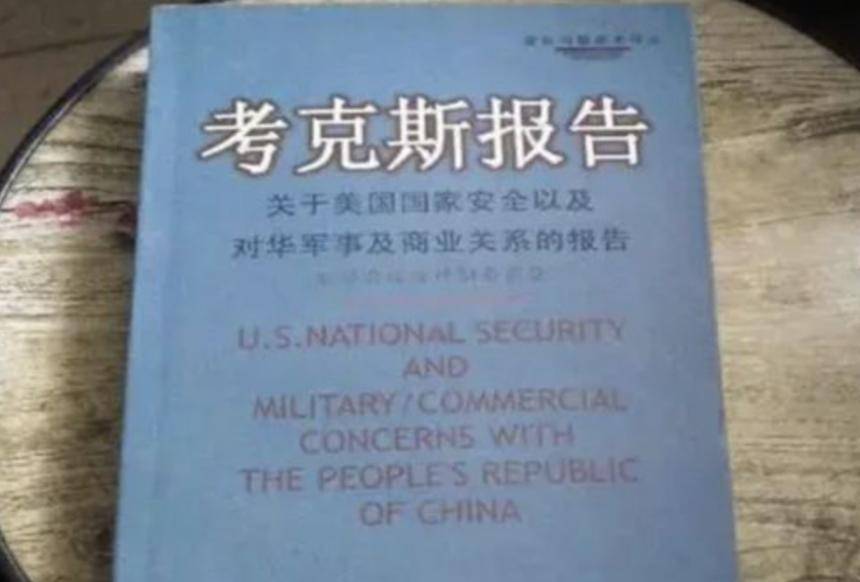 考克斯报告
关于美国国家安全以及
对华军事及商业关系的报告
U.S.NATIONAL SECURITY
AND
MILITARY/COMMERCIAL
CONCERNS WITH
THE PEOPLE'S REPUBLIC
OF CHINA